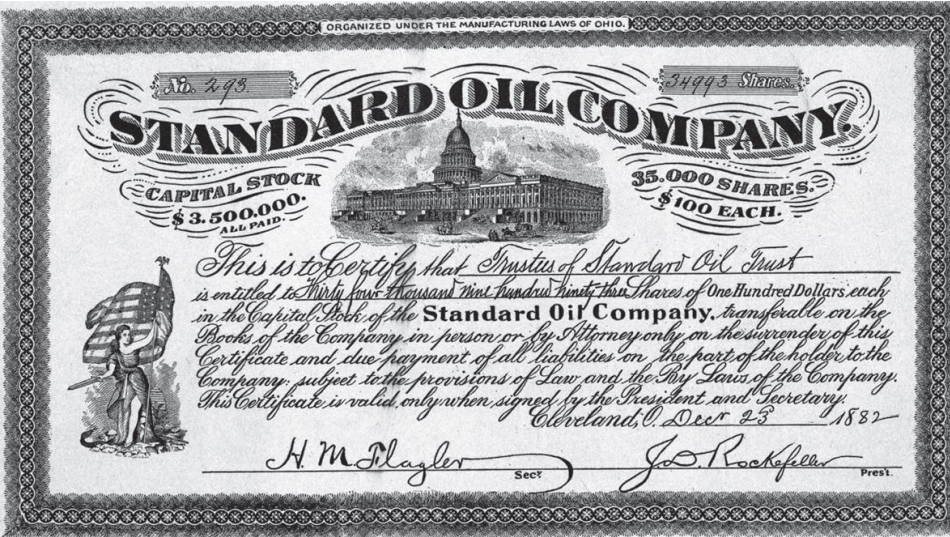 ORGANIZED UNDER THE MANUFACTURING LAWS OF OHIO.
No. 293.
34993 Shares.
STANDARD OIL COMPANY.
CAPITAL STOCK
$3.500.000.
ALL PAID.
35.000 SHARES.
$100 EACH.
This is to Certify that Trustees of Standard Oil Trust
is entitled to Thirty four thousand nine hundred ninety three Shares of One Hundred Dollars each
in the Capital Stock of the Standard Oil Company, transferable on the
Books of the Company in person or by Attorney only on the surrender of this
Certificate and due payment of all liabilities on the part of the holder to the
Company: subject to the provisions of Law and the By Laws of the Company.
This Certificate is valid only when signed by the President and Secretary.
Cleveland, O. Decr 23 1882
H. M. Flagler Secy.
J. D. Rockefeller Prest.